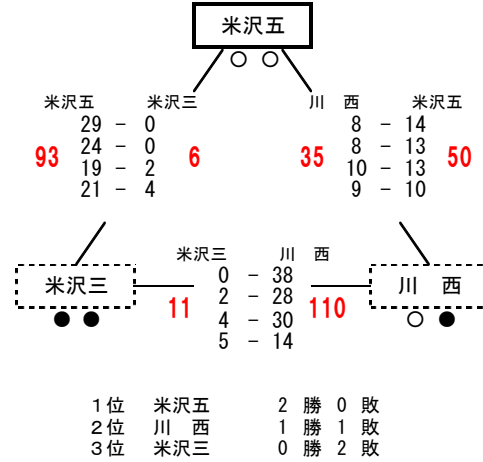 米沢五
○ ○
米沢五 米沢三
29 - 0
24 - 0
19 - 2
21 - 4
93 6
川 西 米沢五
8 - 14
8 - 13
10 - 13
9 - 10
35 50
米沢三 川 西
0 - 38
2 - 28
4 - 30
5 - 14
11 110
米沢三
● ●
川 西
○ ●
1位 米沢五 2 勝 0 敗
2位 川 西 1 勝 1 敗
3位 米沢三 0 勝 2 敗